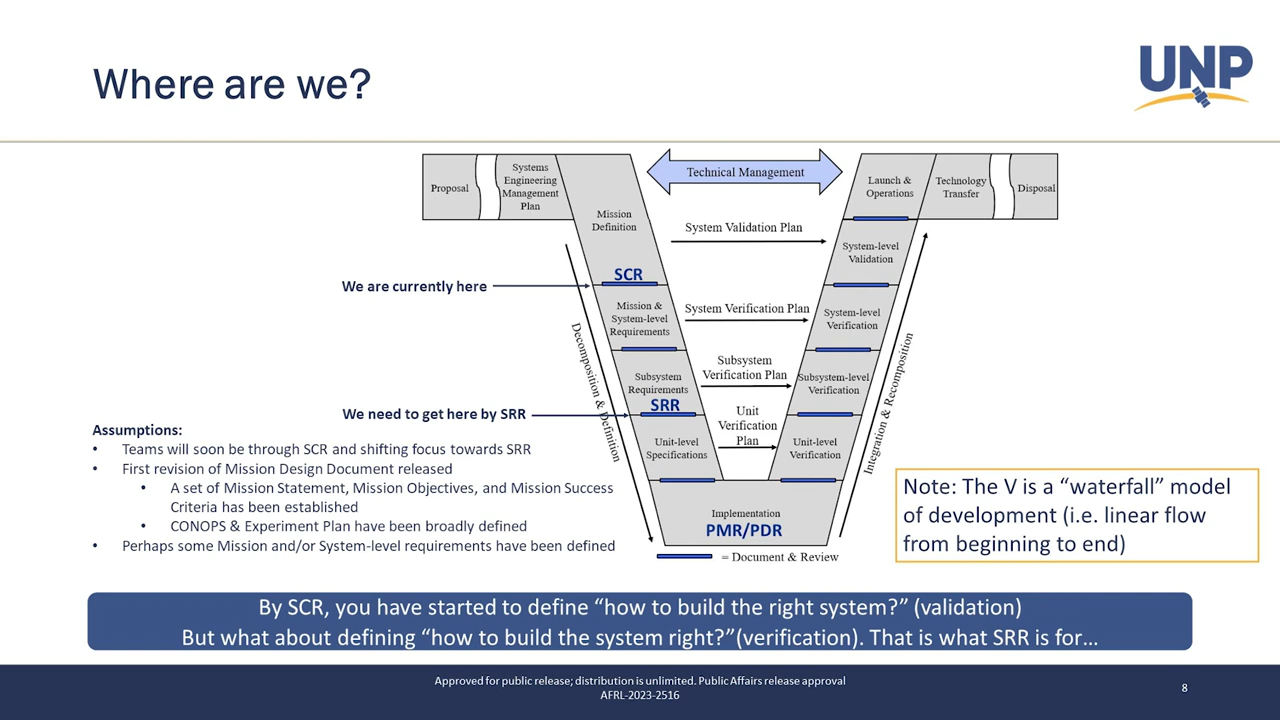 Where are we?
UNP
Proposal
Systems
Engineering
Management
Plan
Mission
Definition
SCR
Mission &
System-level
Requirements
Subsystem
Requirements
SRR
Unit-level
Specifications
Implementation
PMR/PDR
= Document & Review
Technical Management
System Validation Plan
System Verification Plan
Subsystem
Verification Plan
Unit
Verification
Plan
Launch &
Operations
Technology
Transfer
Disposal
System-level
Validation
System-level
Verification
Subsystem-level
Verification
Unit-level
Verification
Decomposition & Definition
Integration & Recomposition
We are currently here
We need to get here by SRR
Assumptions:
• Teams will soon be through SCR and shifting focus towards SRR
• First revision of Mission Design Document released
• A set of Mission Statement, Mission Objectives, and Mission Success
Criteria has been established
• CONOPS & Experiment Plan have been broadly defined
• Perhaps some Mission and/or System-level requirements have been defined
Note: The V is a “waterfall” model
of development (i.e. linear flow
from beginning to end)
By SCR, you have started to define “how to build the right system?” (validation)
But what about defining “how to build the system right?”(verification). That is what SRR is for…
Approved for public release; distribution is unlimited. Public Affairs release approval
AFRL-2023-2516
8